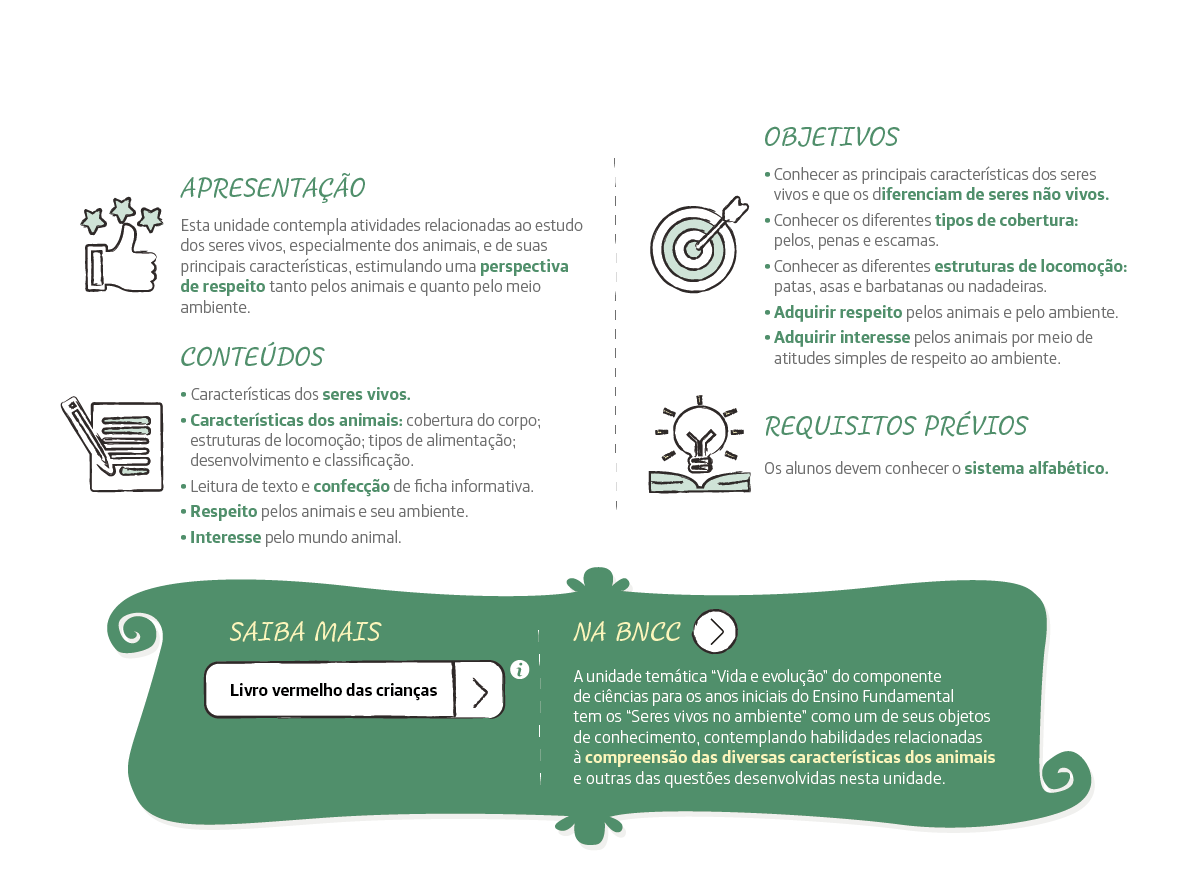 APRESENTAÇÃO
Esta unidade contempla atividades relacionadas ao estudo
dos seres vivos, especialmente dos animais, e de suas
principais características, estimulando uma perspectiva
de respeito tanto pelos animais e quanto pelo meio
ambiente.
CONTEÚDOS
• Características dos seres vivos.
• Características dos animais: cobertura do corpo;
estruturas de locomoção; tipos de alimentação;
desenvolvimento e classificação.
• Leitura de texto e confecção de ficha informativa.
• Respeito pelos animais e seu ambiente.
• Interesse pelo mundo animal.
OBJETIVOS
• Conhecer as principais características dos seres
vivos e que os diferenciam de seres não vivos.
• Conhecer os diferentes tipos de cobertura:
pelos, penas e escamas.
• Conhecer as diferentes estruturas de locomoção:
patas, asas e barbatanas ou nadadeiras.
• Adquirir respeito pelos animais e pelo ambiente.
• Adquirir interesse pelos animais por meio de
atitudes simples de respeito ao ambiente.
REQUISITOS PRÉVIOS
Os alunos devem conhecer o sistema alfabético.
SAIBA MAIS
Livro vermelho das crianças
i
NA BNCC
A unidade temática “Vida e evolução” do componente
de ciências para os anos iniciais do Ensino Fundamental
tem os “Seres vivos no ambiente” como um de seus objetos
de conhecimento, contemplando habilidades relacionadas
à compreensão das diversas características dos animais
e outras das questões desenvolvidas nesta unidade.